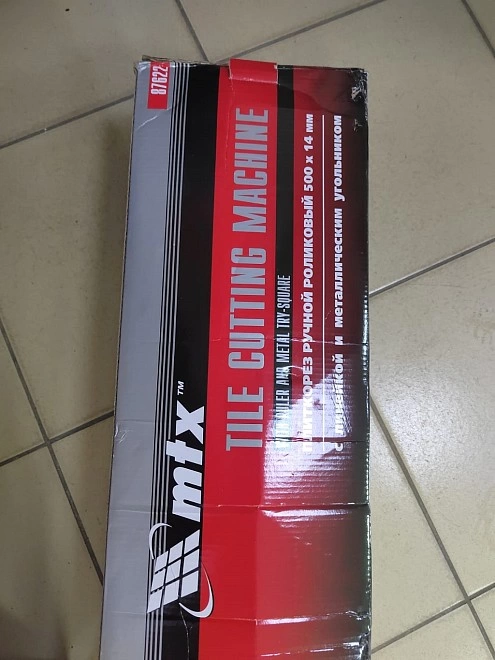 87622
mtx™
TILE CUTTING MACHINE
RULER AND METAL TRY-SQUARE
ПЛИТКОРЕЗ РУЧНОЙ РОЛИКОВЫЙ 500 х 14 мм
с линейкой и металлическим угольником